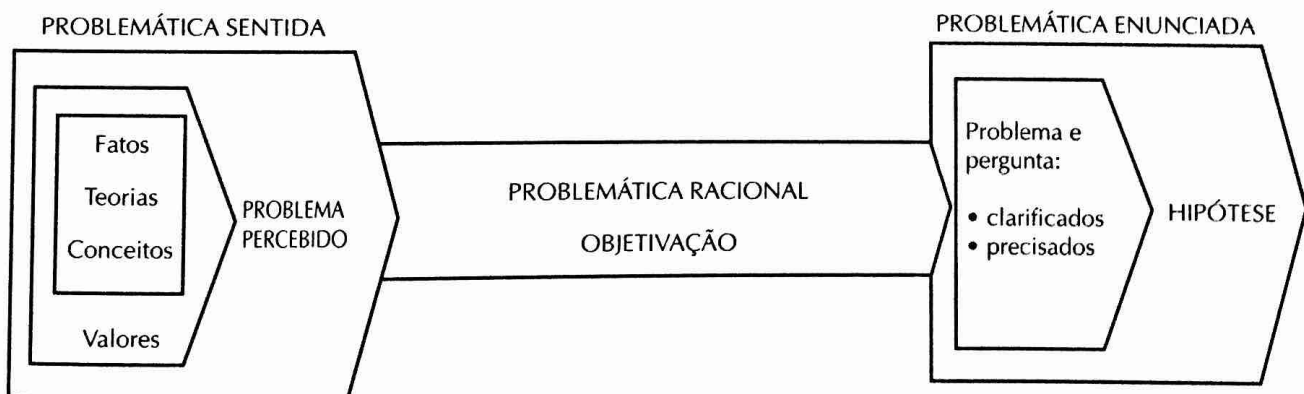 PROBLEMÁTICA SENTIDA
Fatos
Teorias
Conceitos
Valores
PROBLEMA
PERCEBIDO
PROBLEMÁTICA RACIONAL
OBJETIVAÇÃO
PROBLEMÁTICA ENUNCIADA
Problema e
pergunta:
• clarificados
• precisados
HIPÓTESE